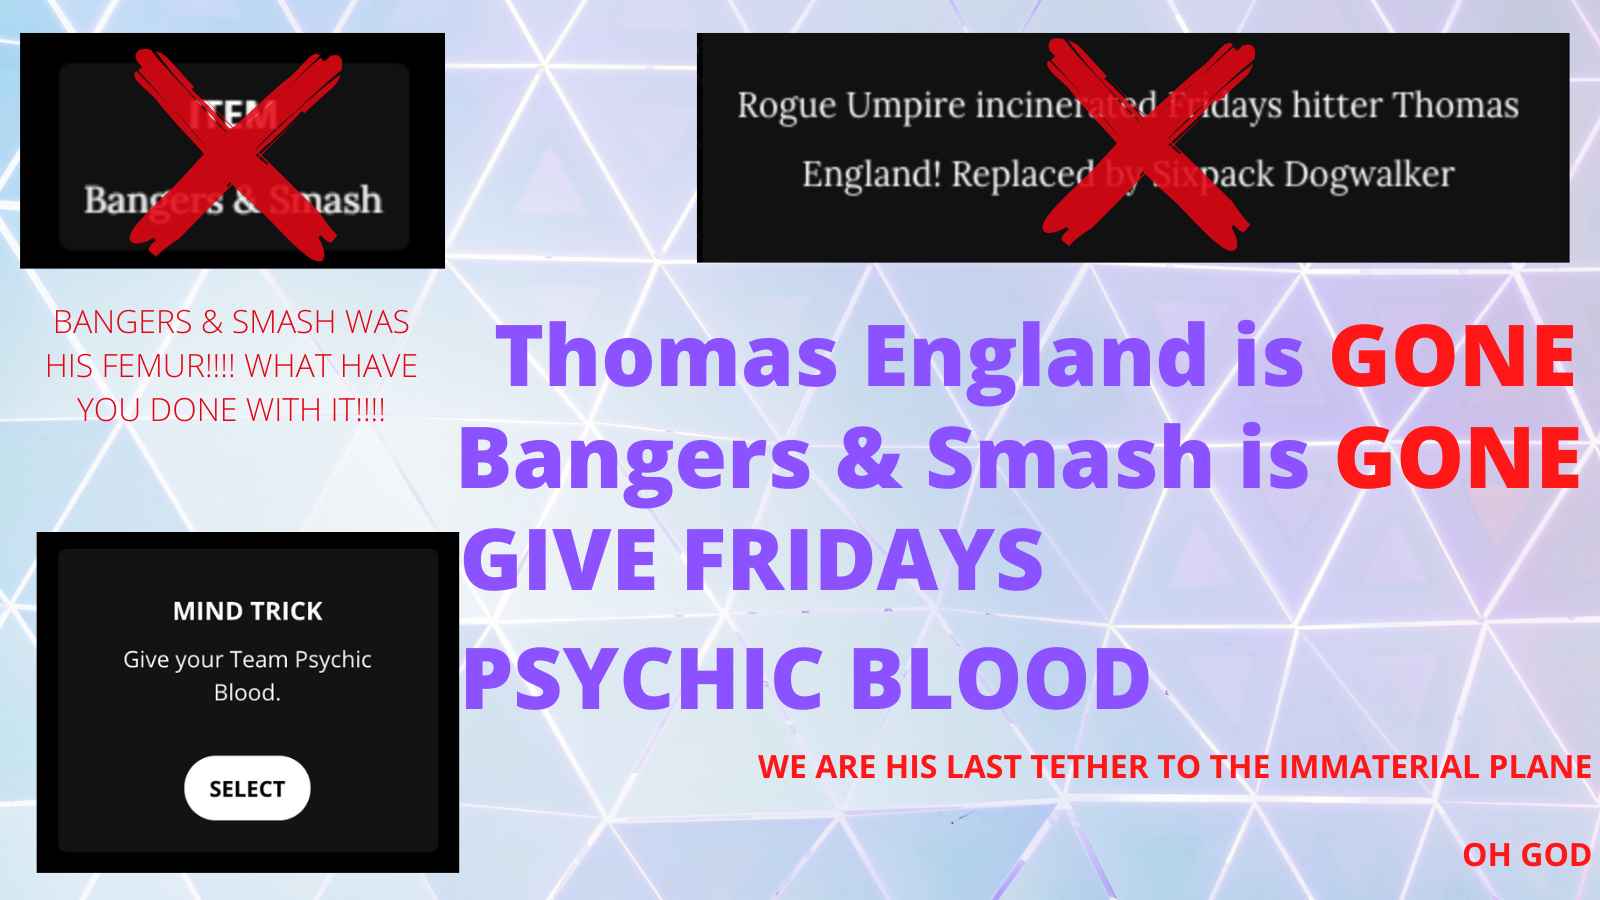 ITEM
Bangers & Smash
Rogue Umpire incinerated Fridays hitter Thomas
England! Replaced by Sixpack Dogwalker
BANGERS & SMASH WAS
HIS FEMUR!!!! WHAT HAVE
YOU DONE WITH IT!!!!
Thomas England is GONE
Bangers & Smash is GONE
GIVE FRIDAYS
PSYCHIC BLOOD
MIND TRICK
Give your Team Psychic
Blood.
SELECT
WE ARE HIS LAST TETHER TO THE IMMATERIAL PLANE
OH GOD